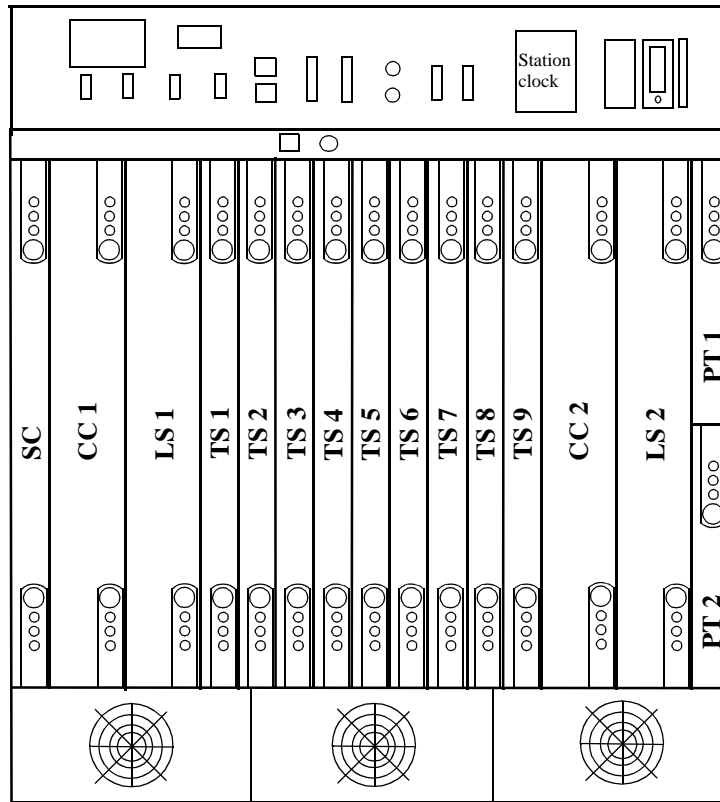 Station
clock
SC
CC 1
LS 1
TS 1
TS 2
TS 3
TS 4
TS 5
TS 6
TS 7
TS 8
TS 9
CC 2
LS 2
PT 1
PT 2